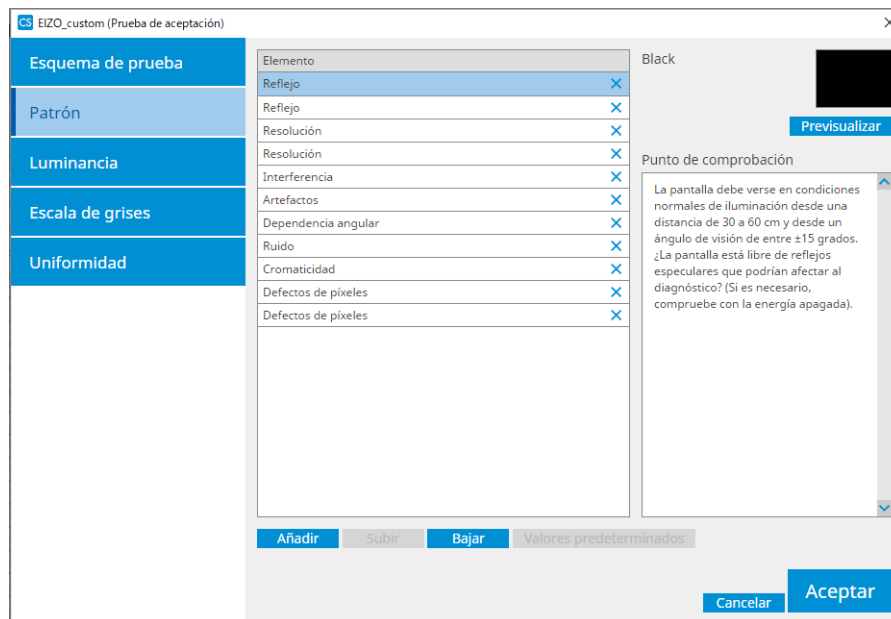 CS EIZO_custom (Prueba de aceptación)
Esquema de prueba
Patrón
Luminancia
Escala de grises
Uniformidad
Elemento
Reflejo
Reflejo
Resolución
Resolución
Interferencia
Artefactos
Dependencia angular
Ruido
Cromaticidad
Defectos de píxeles
Defectos de píxeles
Añadir
Subir
Bajar
Valores predeterminados
Black
Previsualizar
Punto de comprobación
La pantalla debe verse en condiciones
normales de iluminación desde una
distancia de 30 a 60 cm y desde un
ángulo de visión de entre ±15 grados.
¿La pantalla está libre de reflejos
especulares que podrían afectar al
diagnóstico? (Si es necesario,
compruebe con la energía apagada).
Cancelar
Aceptar